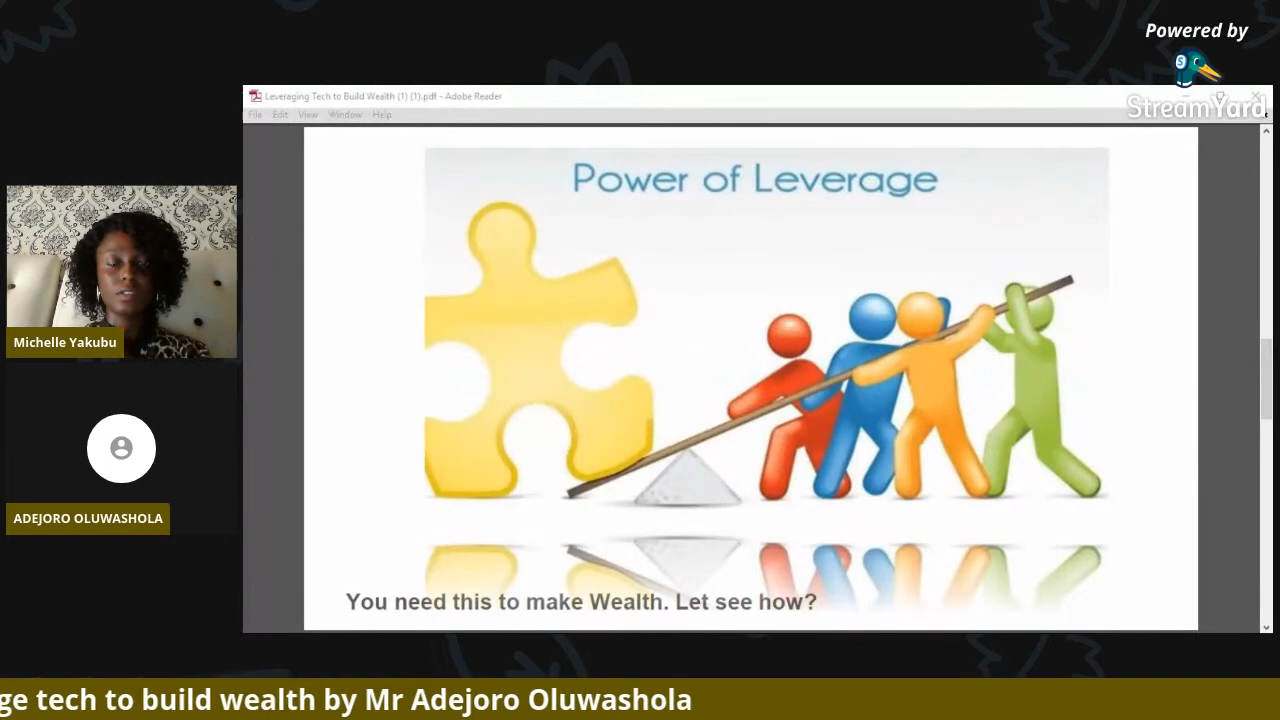 Powered by
StreamYard
Leveraging Tech to Build Wealth (1) (1).pdf - Adobe Reader
File Edit View Window Help
Power of Leverage
Michelle Yakubu
ADEJORO OLUWASHOLA
You need this to make Wealth. Let see how?
ge tech to build wealth by Mr Adejoro Oluwashola